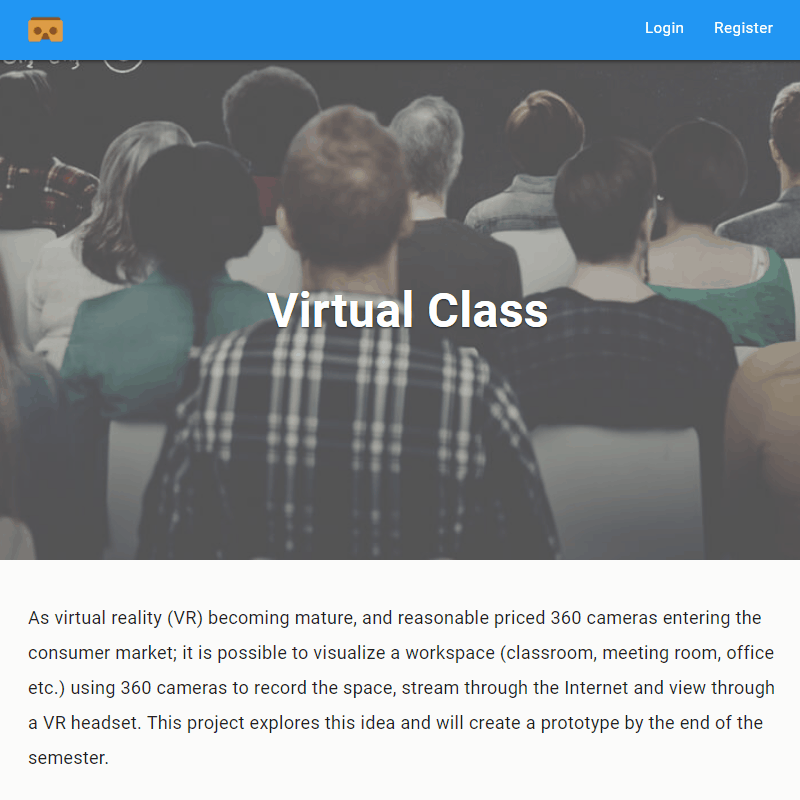 Login Register
Virtual Class
As virtual reality (VR) becoming mature, and reasonable priced 360 cameras entering the
consumer market; it is possible to visualize a workspace (classroom, meeting room, office
etc.) using 360 cameras to record the space, stream through the Internet and view through
a VR headset. This project explores this idea and will create a prototype by the end of the
semester.